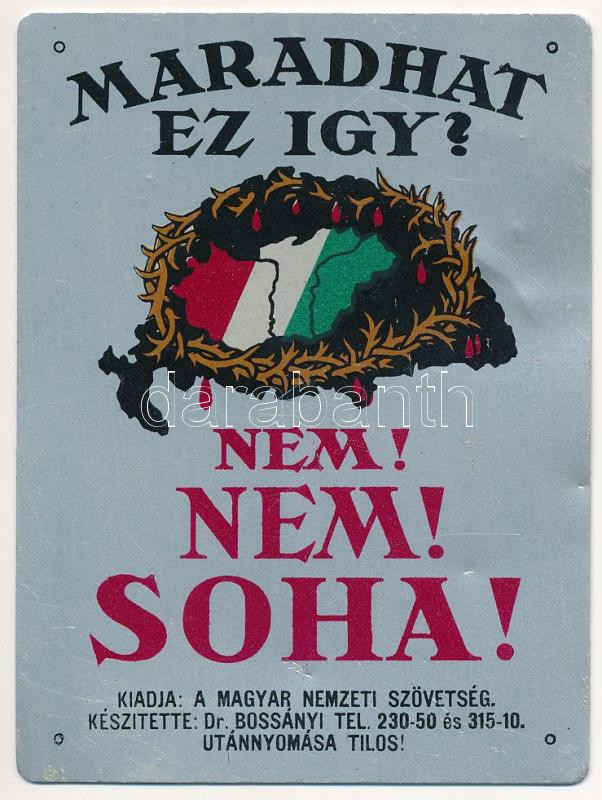 MARADHAT
EZ IGY?
darabanth
NEM!
NEM!
SOHA!
KIADJA: A MAGYAR NEMZETI SZÖVETSÉG.
KÉSZITETTE: Dr. BOSSÁNYI TEL. 230-50 és 315-10.
UTÁNNYOMÁSA TILOS!